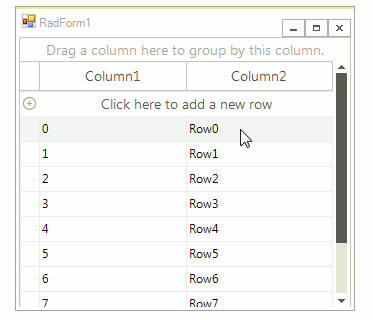 RadForm1
Drag a column here to group by this column.
Column1 Column2
Click here to add a new row
0 Row0
1 Row1
2 Row2
3 Row3
4 Row4
5 Row5
6 Row6
7 Row7